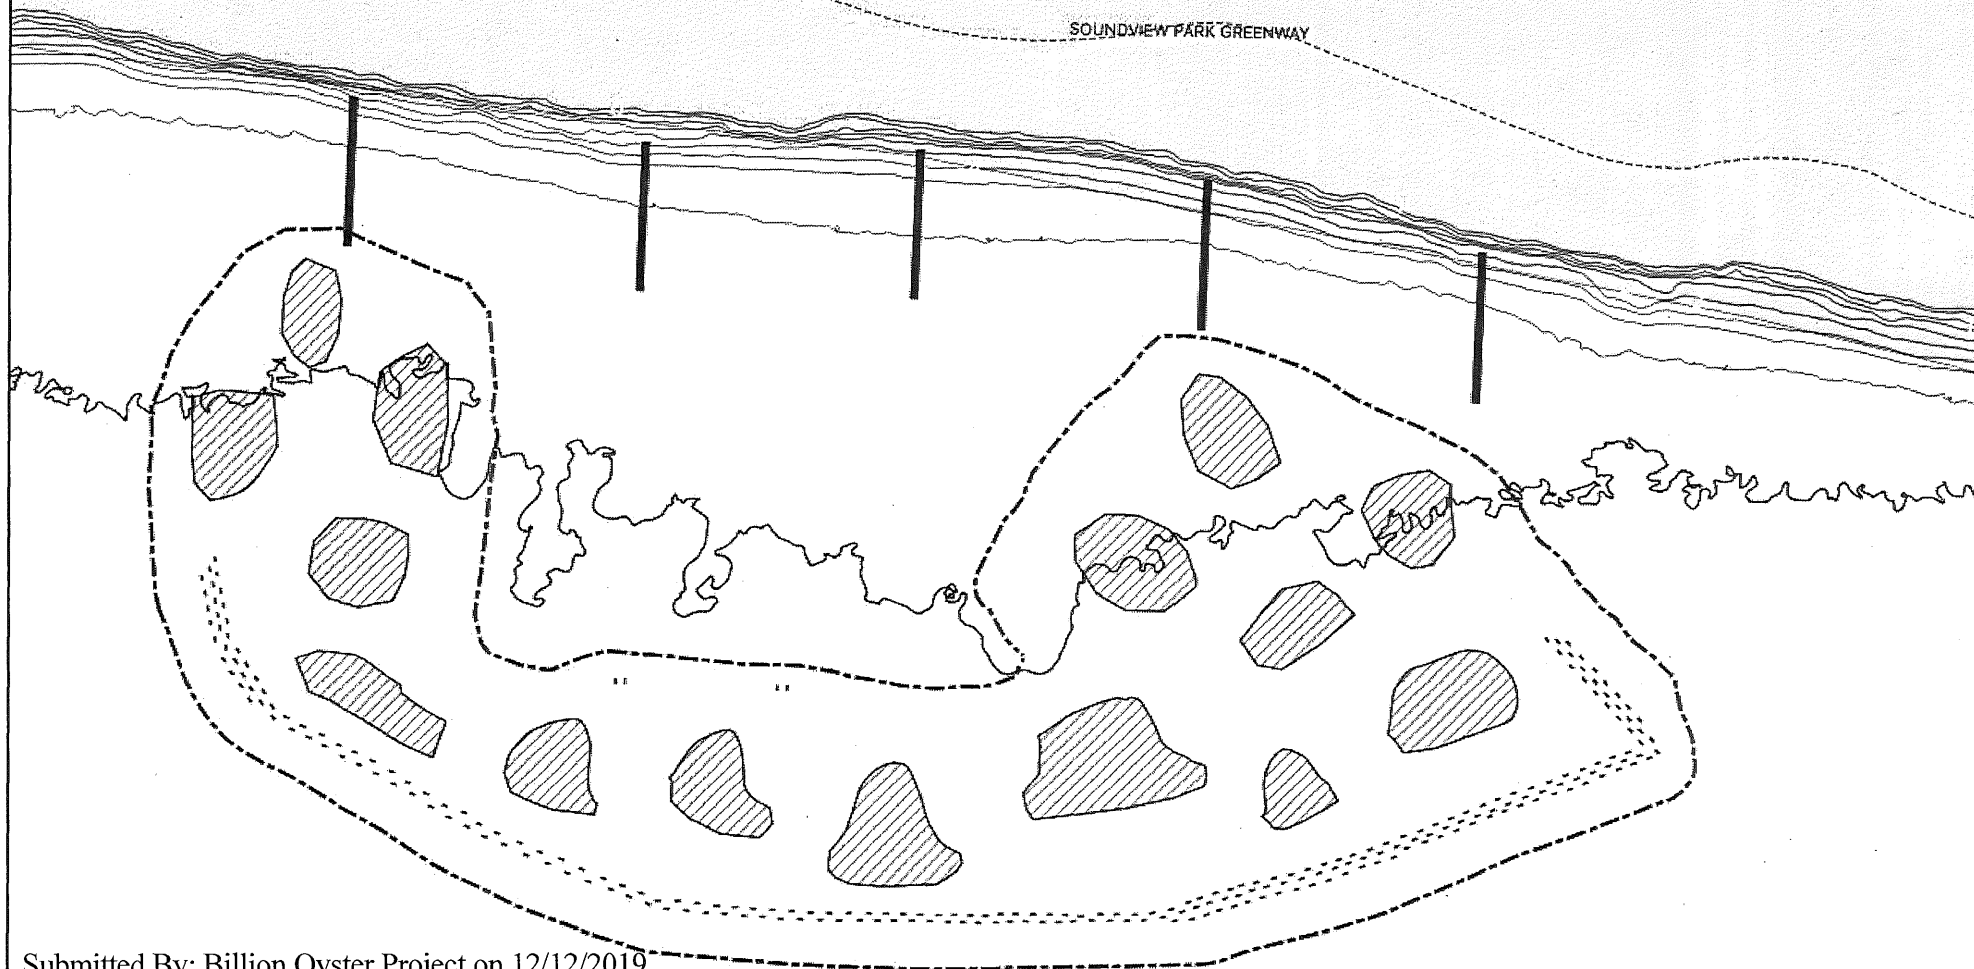 SOUNDVIEW PARK GREENWAY
Submitted By: Billion Oyster Project on 12/12/2019